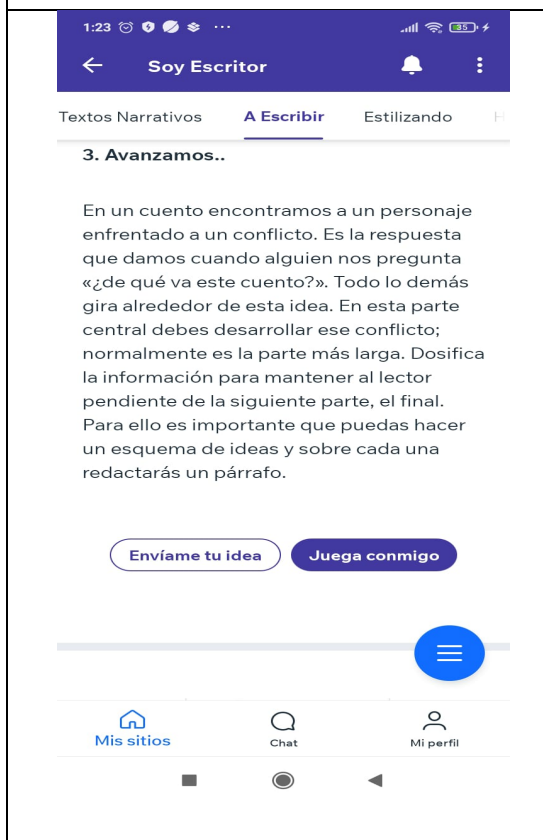 1:23
35
Soy Escritor
Textos Narrativos A Escribir Estilizando H
3. Avanzamos..
En un cuento encontramos a un personaje
enfrentado a un conflicto. Es la respuesta
que damos cuando alguien nos pregunta
«¿de qué va este cuento?». Todo lo demás
gira alrededor de esta idea. En esta parte
central debes desarrollar ese conflicto;
normalmente es la parte más larga. Dosifica
la información para mantener al lector
pendiente de la siguiente parte, el final.
Para ello es importante que puedas hacer
un esquema de ideas y sobre cada una
redactarás un párrafo.
Envíame tu idea Juega conmigo
Mis sitios Chat Mi perfil